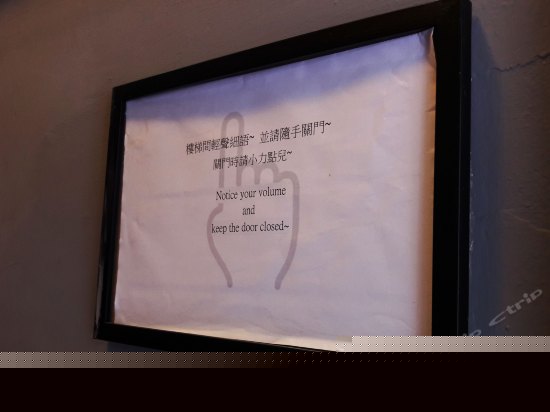 樓梯間輕聲細語~ 並請隨手關門~
關門時請小力點兒~
Notice your volume
and
keep the door closed~
ctrip